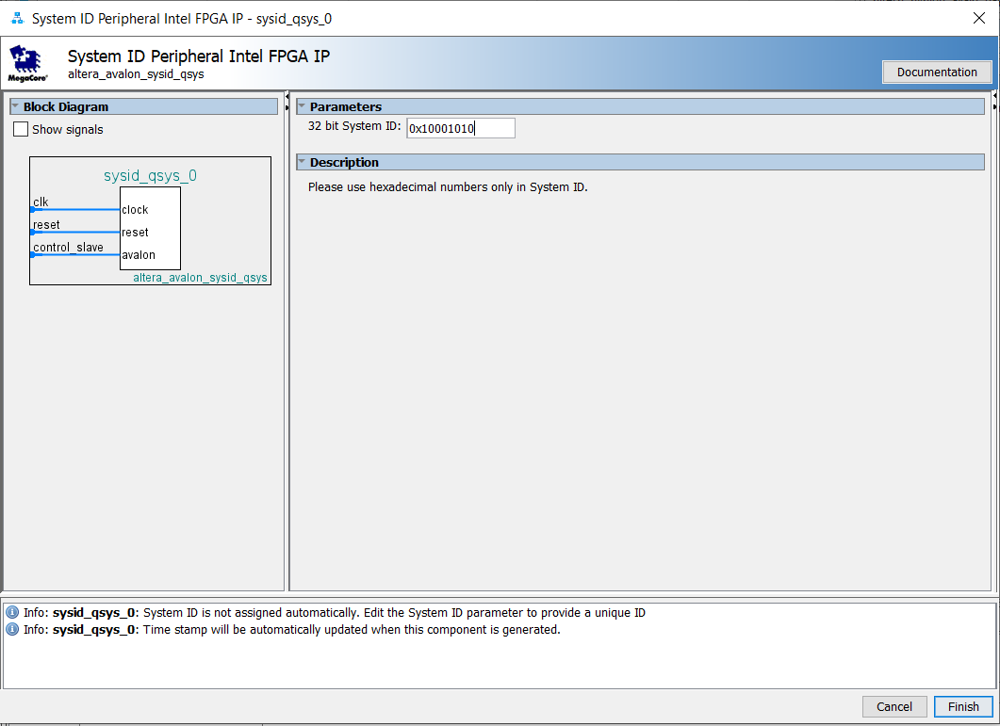 System ID Peripheral Intel FPGA IP - sysid_qsys_0
System ID Peripheral Intel FPGA IP
altera_avalon_sysid_qsys
MegaCore®
Documentation
Block Diagram
Show signals
sysid_qsys_0
clk
clock
reset
reset
control_slave
avalon
altera_avalon_sysid_qsys
Parameters
32 bit System ID: 0x10001010
Description
Please use hexadecimal numbers only in System ID.
Info: sysid_qsys_0: System ID is not assigned automatically. Edit the System ID parameter to provide a unique ID
Info: sysid_qsys_0: Time stamp will be automatically updated when this component is generated.
Cancel Finish